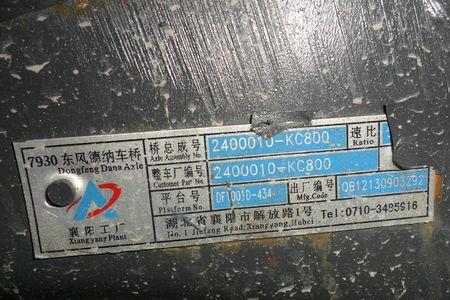 7930 东风德纳车桥
Dongfeng Dana Axle
襄阳工厂
Xiangyang Plant
桥总成号 2400010-KC800 速比
Axle Assembly No. Ratio
整车厂编号 2400010-KC800
Customer Part No.
平台号 DF1001D-434 出厂编号 QB12130903292
Platform No. Mfg.Code
湖北省襄阳市解放路1号 Tel:0710-3495916
No. 1 Jiefang Road,Xiangyang,Hubei